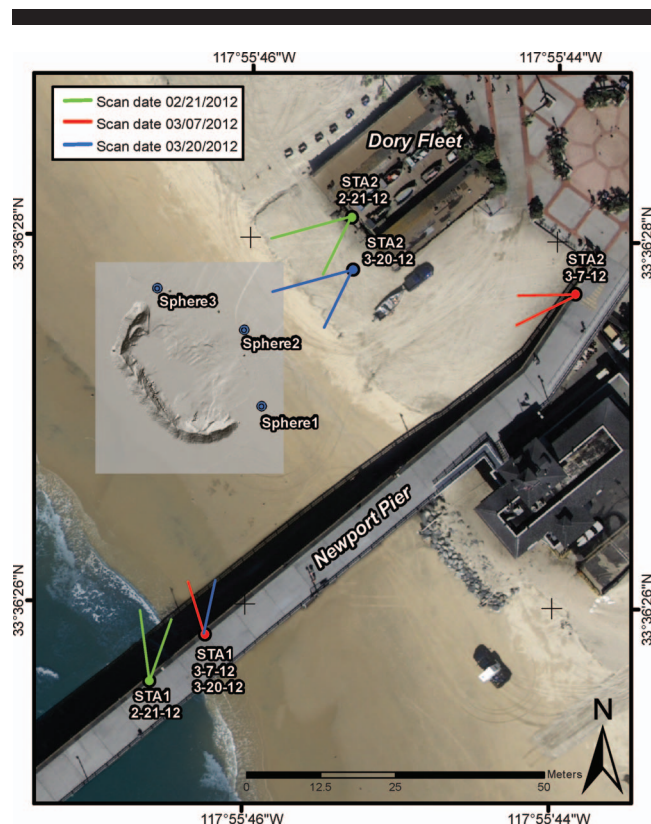 117°55'46"W
117°55'44"W
Scan date 02/21/2012
Scan date 03/07/2012
Scan date 03/20/2012
Dory Fleet
STA2
2-21-12
33°36'28"N
33°36'28"N
STA2
3-20-12
STA2
3-7-12
Sphere3
Sphere2
Sphere1
Newport Pier
33°36'26"N
33°36'26"N
STA1
3-7-12
3-20-12
STA1
2-21-12
N
Meters
0
12.5
25
50
117°55'46"W
117°55'44"W